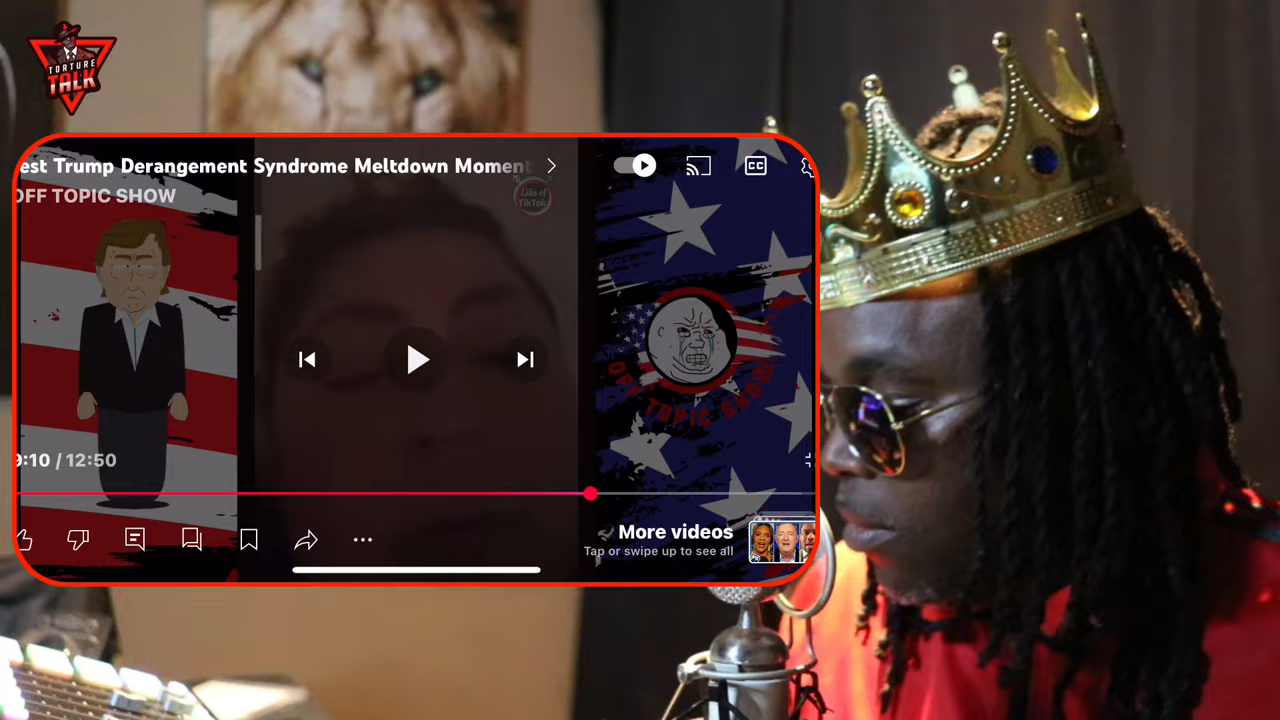 TORTURE
TALK
est Trump Derangement Syndrome Meltdown Moment
OFF TOPIC SHOW
Libs of
TikTok
CC
OFF TOPIC SHOW
9:10 / 12:50
More videos
Tap or swipe up to see all